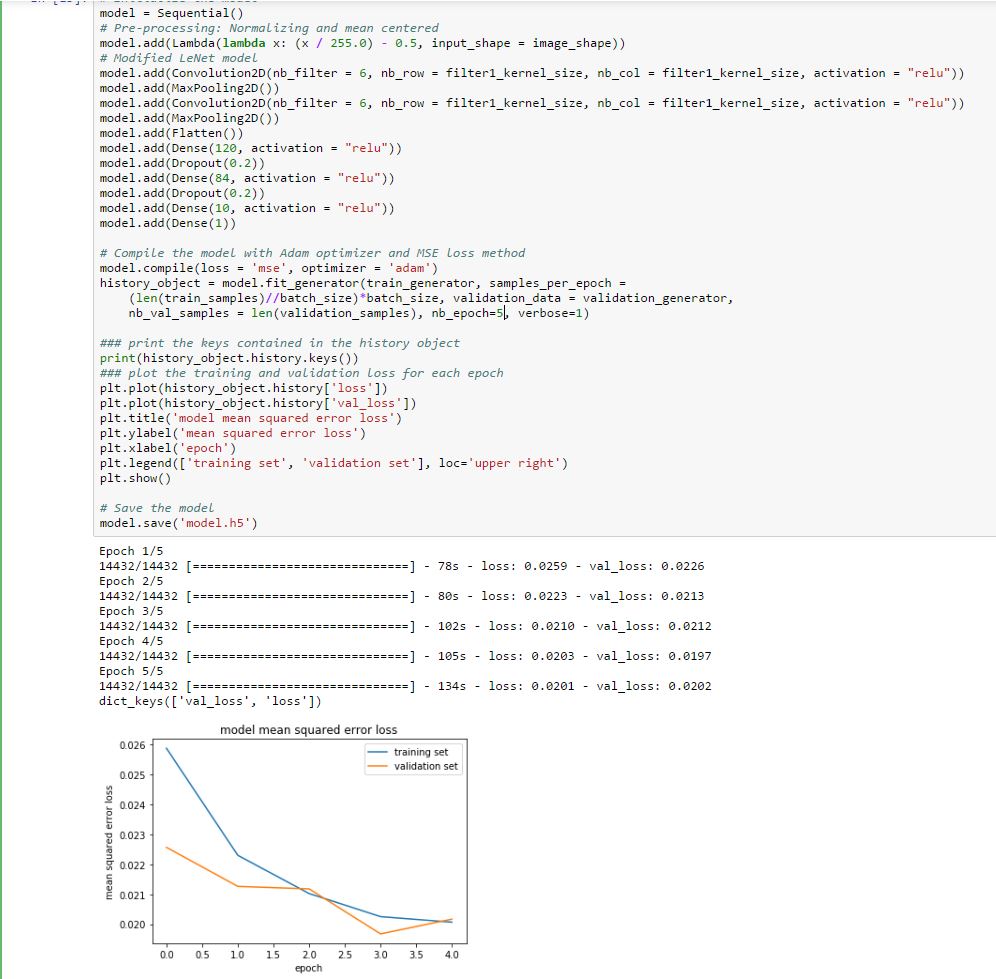 model = Sequential()
# Pre-processing: Normalizing and mean centered
model.add(Lambda(lambda x: (x / 255.0) - 0.5, input_shape = image_shape))
# Modified LeNet model
model.add(Convolution2D(nb_filter = 6, nb_row = filter1_kernel_size, nb_col = filter1_kernel_size, activation = "relu"))
model.add(MaxPooling2D())
model.add(Convolution2D(nb_filter = 6, nb_row = filter1_kernel_size, nb_col = filter1_kernel_size, activation = "relu"))
model.add(MaxPooling2D())
model.add(Flatten())
model.add(Dense(120, activation = "relu"))
model.add(Dropout(0.2))
model.add(Dense(84, activation = "relu"))
model.add(Dropout(0.2))
model.add(Dense(10, activation = "relu"))
model.add(Dense(1))
# Compile the model with Adam optimizer and MSE loss method
model.compile(loss = 'mse', optimizer = 'adam')
history_object = model.fit_generator(train_generator, samples_per_epoch =
(len(train_samples)//batch_size)*batch_size, validation_data = validation_generator,
nb_val_samples = len(validation_samples), nb_epoch=5, verbose=1)
### print the keys contained in the history object
print(history_object.history.keys())
### plot the training and validation loss for each epoch
plt.plot(history_object.history['loss'])
plt.plot(history_object.history['val_loss'])
plt.title('model mean squared error loss')
plt.ylabel('mean squared error loss')
plt.xlabel('epoch')
plt.legend(['training set', 'validation set'], loc='upper right')
plt.show()
# Save the model
model.save('model.h5')
Epoch 1/5
14432/14432 [==============================] - 78s - loss: 0.0259 - val_loss: 0.0226
Epoch 2/5
14432/14432 [==============================] - 80s - loss: 0.0223 - val_loss: 0.0213
Epoch 3/5
14432/14432 [==============================] - 102s - loss: 0.0210 - val_loss: 0.0212
Epoch 4/5
14432/14432 [==============================] - 105s - loss: 0.0203 - val_loss: 0.0197
Epoch 5/5
14432/14432 [==============================] - 134s - loss: 0.0201 - val_loss: 0.0202
dict_keys(['val_loss', 'loss'])
model mean squared error loss
training set
validation set
mean squared error loss
0.026
0.025
0.024
0.023
0.022
0.021
0.020
0.0 0.5 1.0 1.5 2.0 2.5 3.0 3.5 4.0
epoch